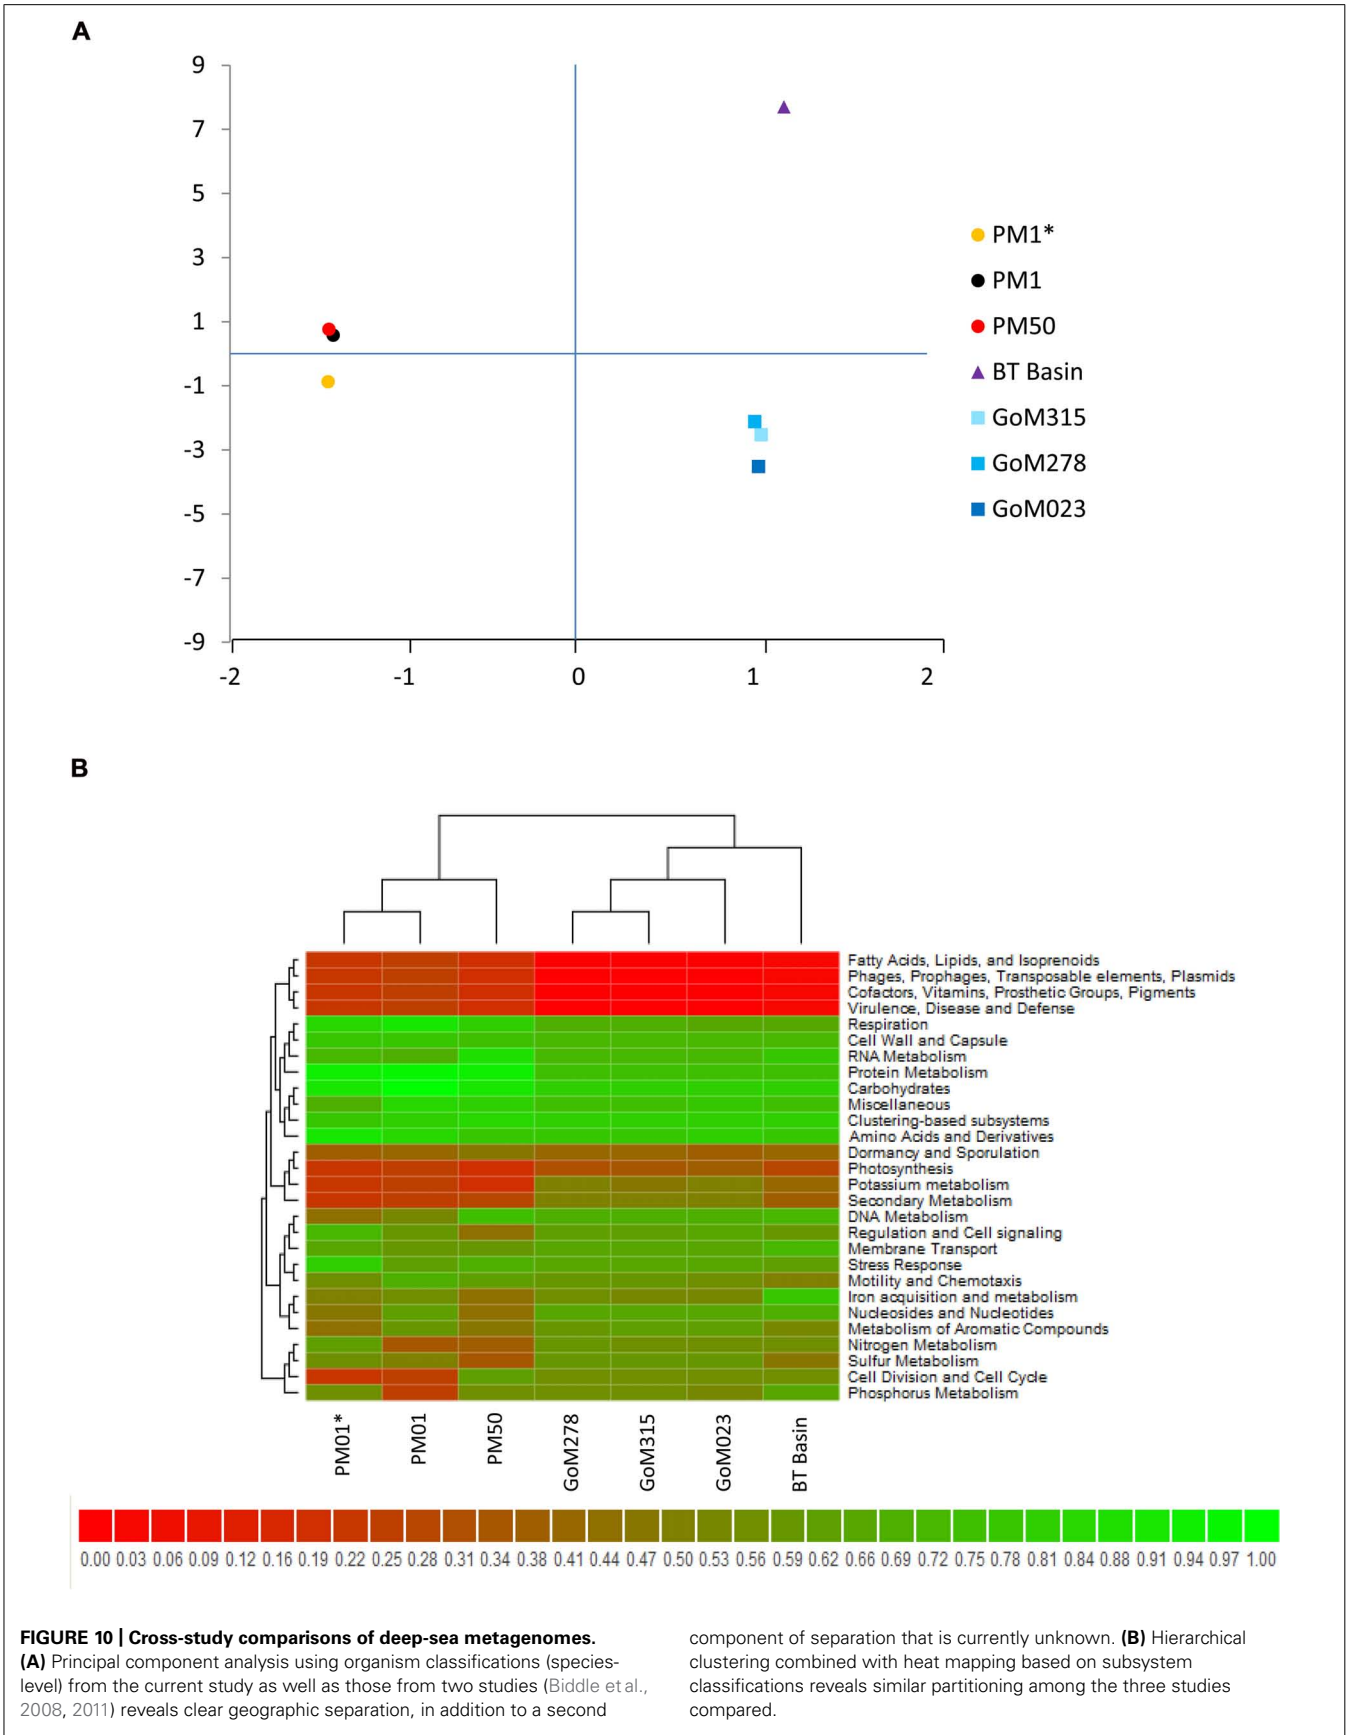 A
9
7
5
3
1
-1
-3
-5
-7
-9
-2
-1
0
1
2
PM1*
PM1
PM50
BT Basin
GoM315
GoM278
GoM023
B
Fatty Acids, Lipids, and Isoprenoids
Phages, Prophages, Transposable elements, Plasmids
Cofactors, Vitamins, Prosthetic Groups, Pigments
Virulence, Disease and Defense
Respiration
Cell Wall and Capsule
RNA Metabolism
Protein Metabolism
Carbohydrates
Miscellaneous
Clustering-based subsystems
Amino Acids and Derivatives
Dormancy and Sporulation
Photosynthesis
Potassium metabolism
Secondary Metabolism
DNA Metabolism
Regulation and Cell signaling
Membrane Transport
Stress Response
Motility and Chemotaxis
Iron acquisition and metabolism
Nucleosides and Nucleotides
Metabolism of Aromatic Compounds
Nitrogen Metabolism
Sulfur Metabolism
Cell Division and Cell Cycle
Phosphorus Metabolism
PM01*
PM01
PM50
GoM278
GoM315
GoM023
BT Basin
0.00 0.03 0.06 0.09 0.12 0.16 0.19 0.22 0.25 0.28 0.31 0.34 0.38 0.41 0.44 0.47 0.50 0.53 0.56 0.59 0.62 0.66 0.69 0.72 0.75 0.78 0.81 0.84 0.88 0.91 0.94 0.97 1.00
FIGURE 10 | Cross-study comparisons of deep-sea metagenomes.
(A) Principal component analysis using organism classifications (species-
level) from the current study as well as those from two studies (Biddle et al.,
2008, 2011) reveals clear geographic separation, in addition to a second
component of separation that is currently unknown. (B) Hierarchical
clustering combined with heat mapping based on subsystem
classifications reveals similar partitioning among the three studies
compared.